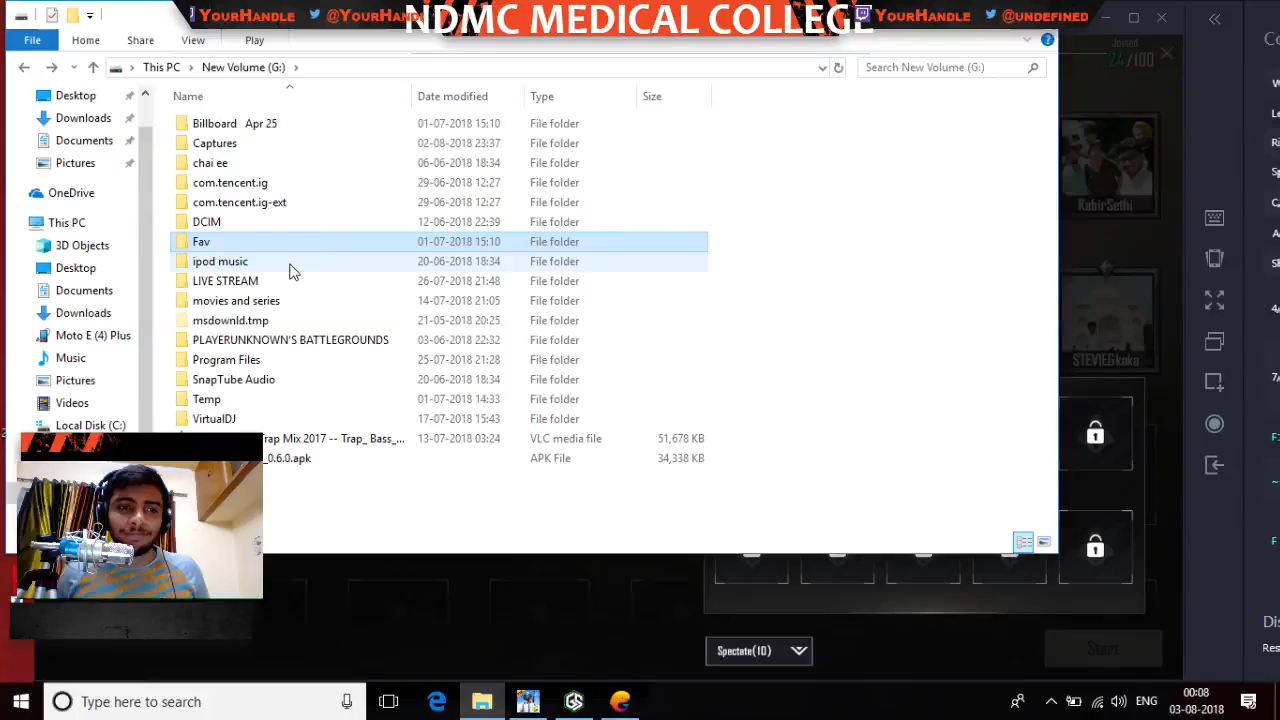 YourHandle @YourHand NDMC MEDICAL COLLEGE YourHandle @undefined
File Home Share View Play
This PC New Volume (G:) Search New Volume (G:)
Joined
24/100
Name Date modified Type Size
Desktop
Downloads
Documents
Pictures
OneDrive
This PC
3D Objects
Desktop
Documents
Downloads
Moto E (4) Plus
Music
Pictures
Videos
Local Disk (C:)
Billboard Apr 25 01-07-2018 15:10 File folder
Captures 02-08-2018 23:37 File folder
chai ee 06-06-2018 18:34 File folder
com.tencent.ig 29-06-2018 12:27 File folder
com.tencent.ig-ext 29-06-2018 12:27 File folder
DCIM 12-06-2018 22:39 File folder
Fav 01-07-2018 15:10 File folder
ipod music 20-06-2018 18:34 File folder
LIVE STREAM 26-07-2018 21:48 File folder
movies and series 14-07-2018 21:05 File folder
msdownld.tmp 21-05-2018 20:25 File folder
PLAYERUNKNOWN'S BATTLEGROUNDS 03-06-2018 22:32 File folder
Program Files 25-07-2018 21:28 File folder
SnapTube Audio 20-06-2018 18:34 File folder
Temp 01-07-2018 14:33 File folder
VirtualDJ 17-07-2018 15:43 File folder
Trap Mix 2017 -- Trap_ Bass_... 13-07-2018 03:24 VLC media file 51,678 KB
_0.6.0.apk APK File 34,338 KB
KabirSethi
STEVIEGkaka
Spectate(10)
Start
Type here to search
ENG
00:08
03-08-2018